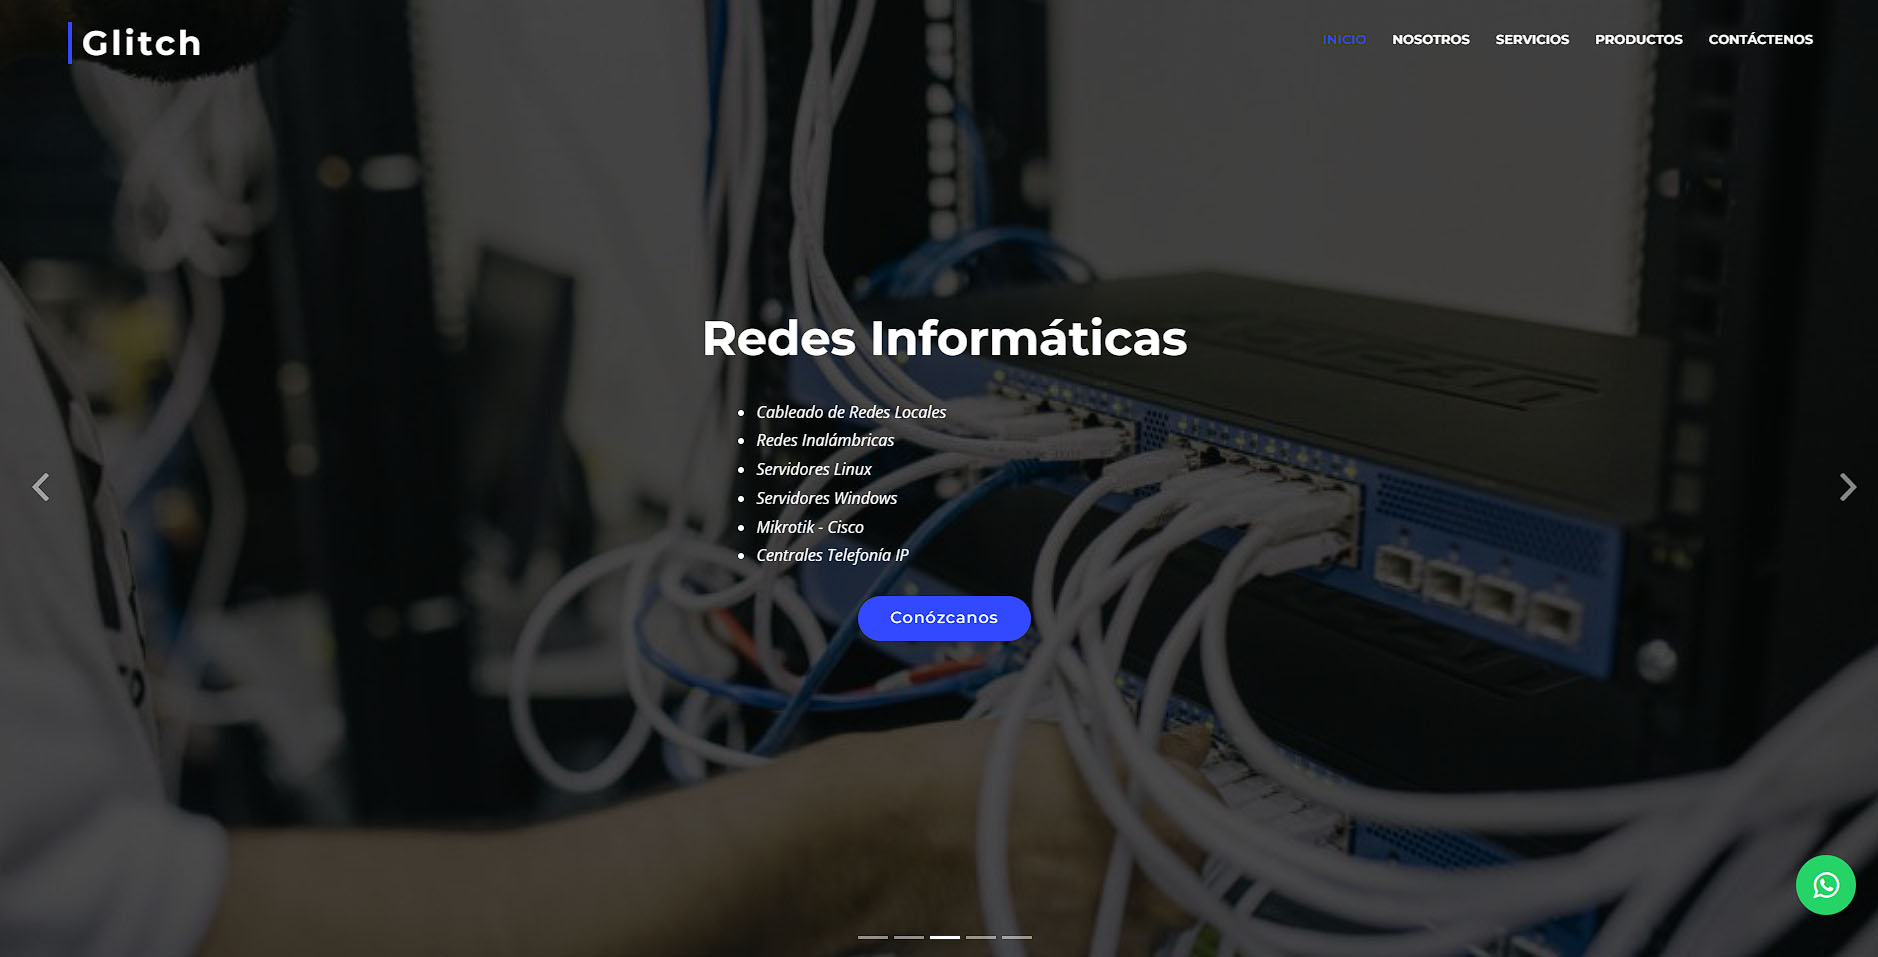 Glitch
INICIO NOSOTROS SERVICIOS PRODUCTOS CONTÁCTENOS
Redes Informáticas
Cableado de Redes Locales
Redes Inalámbricas
Servidores Linux
Servidores Windows
Mikrotik - Cisco
Centrales Telefonía IP
Conózcanos